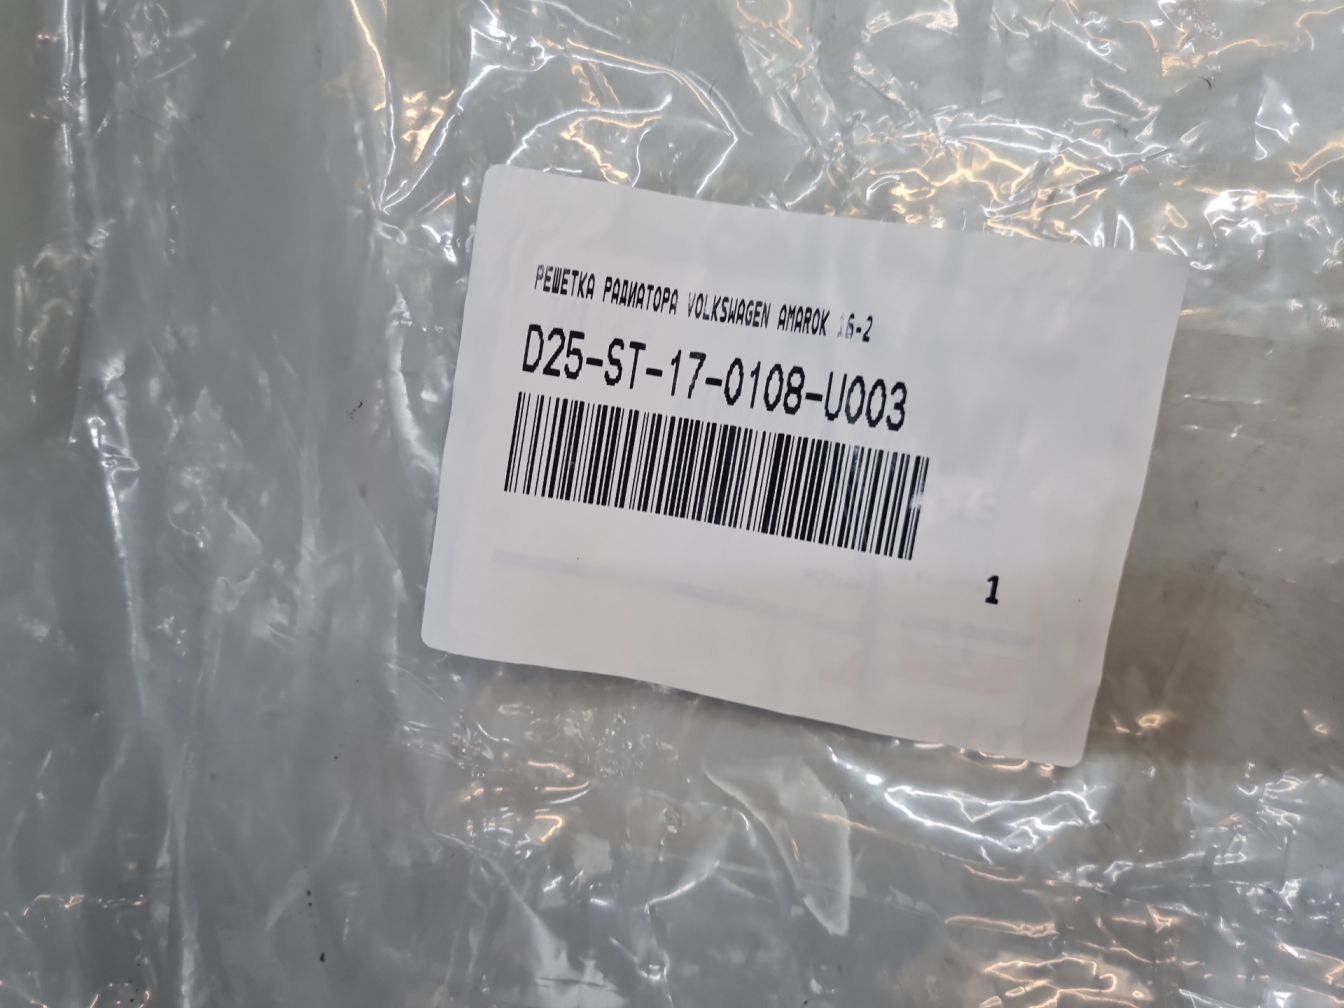 РЕШЕТКА РАДИАТОРА VOLKSWAGEN AMAROK 16-2
D25-ST-17-0108-U003
1